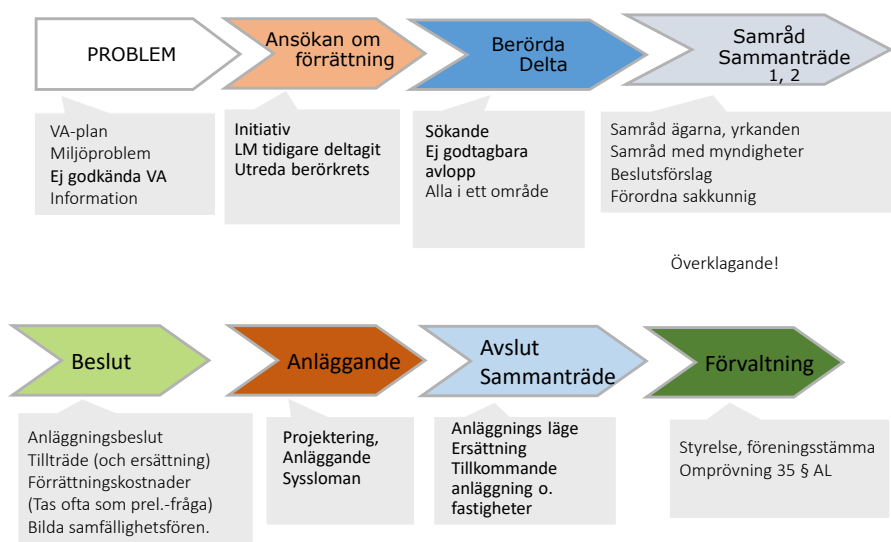 PROBLEM
Ansökan om
förrättning
Berörda
Delta
Samråd
Sammanträde
1, 2
VA-plan
Miljöproblem
Ej godkända VA
Information
Initiativ
LM tidigare deltagit
Utreda berörkrets
Sökande
Ej godtagbara
avlopp
Alla i ett område
Samråd ägarna, yrkanden
Samråd med myndigheter
Beslutsförslag
Förordna sakkunnig
Överklagande!
Beslut
Anläggande
Avslut
Sammanträde
Förvaltning
Anläggningsbeslut
Tillträde (och ersättning)
Förrättningskostnader
(Tas ofta som prel.-fråga)
Bilda samfällighetsfören.
Projektering,
Anläggande
Syssloman
Anläggnings läge
Ersättning
Tillkommande
anläggning o.
fastigheter
Styrelse, föreningsstämma
Omprövning 35 § AL